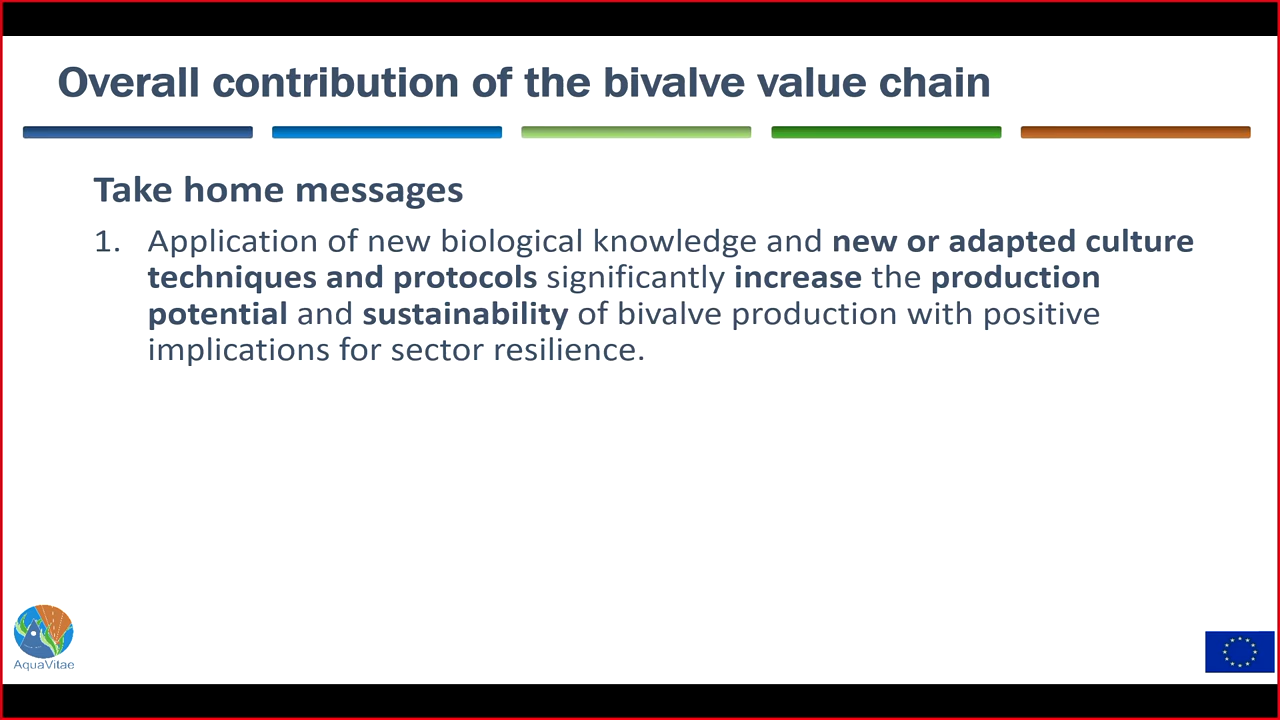 Overall contribution of the bivalve value chain
Take home messages
1. Application of new biological knowledge and new or adapted culture
techniques and protocols significantly increase the production
potential and sustainability of bivalve production with positive
implications for sector resilience.
AquaVitae